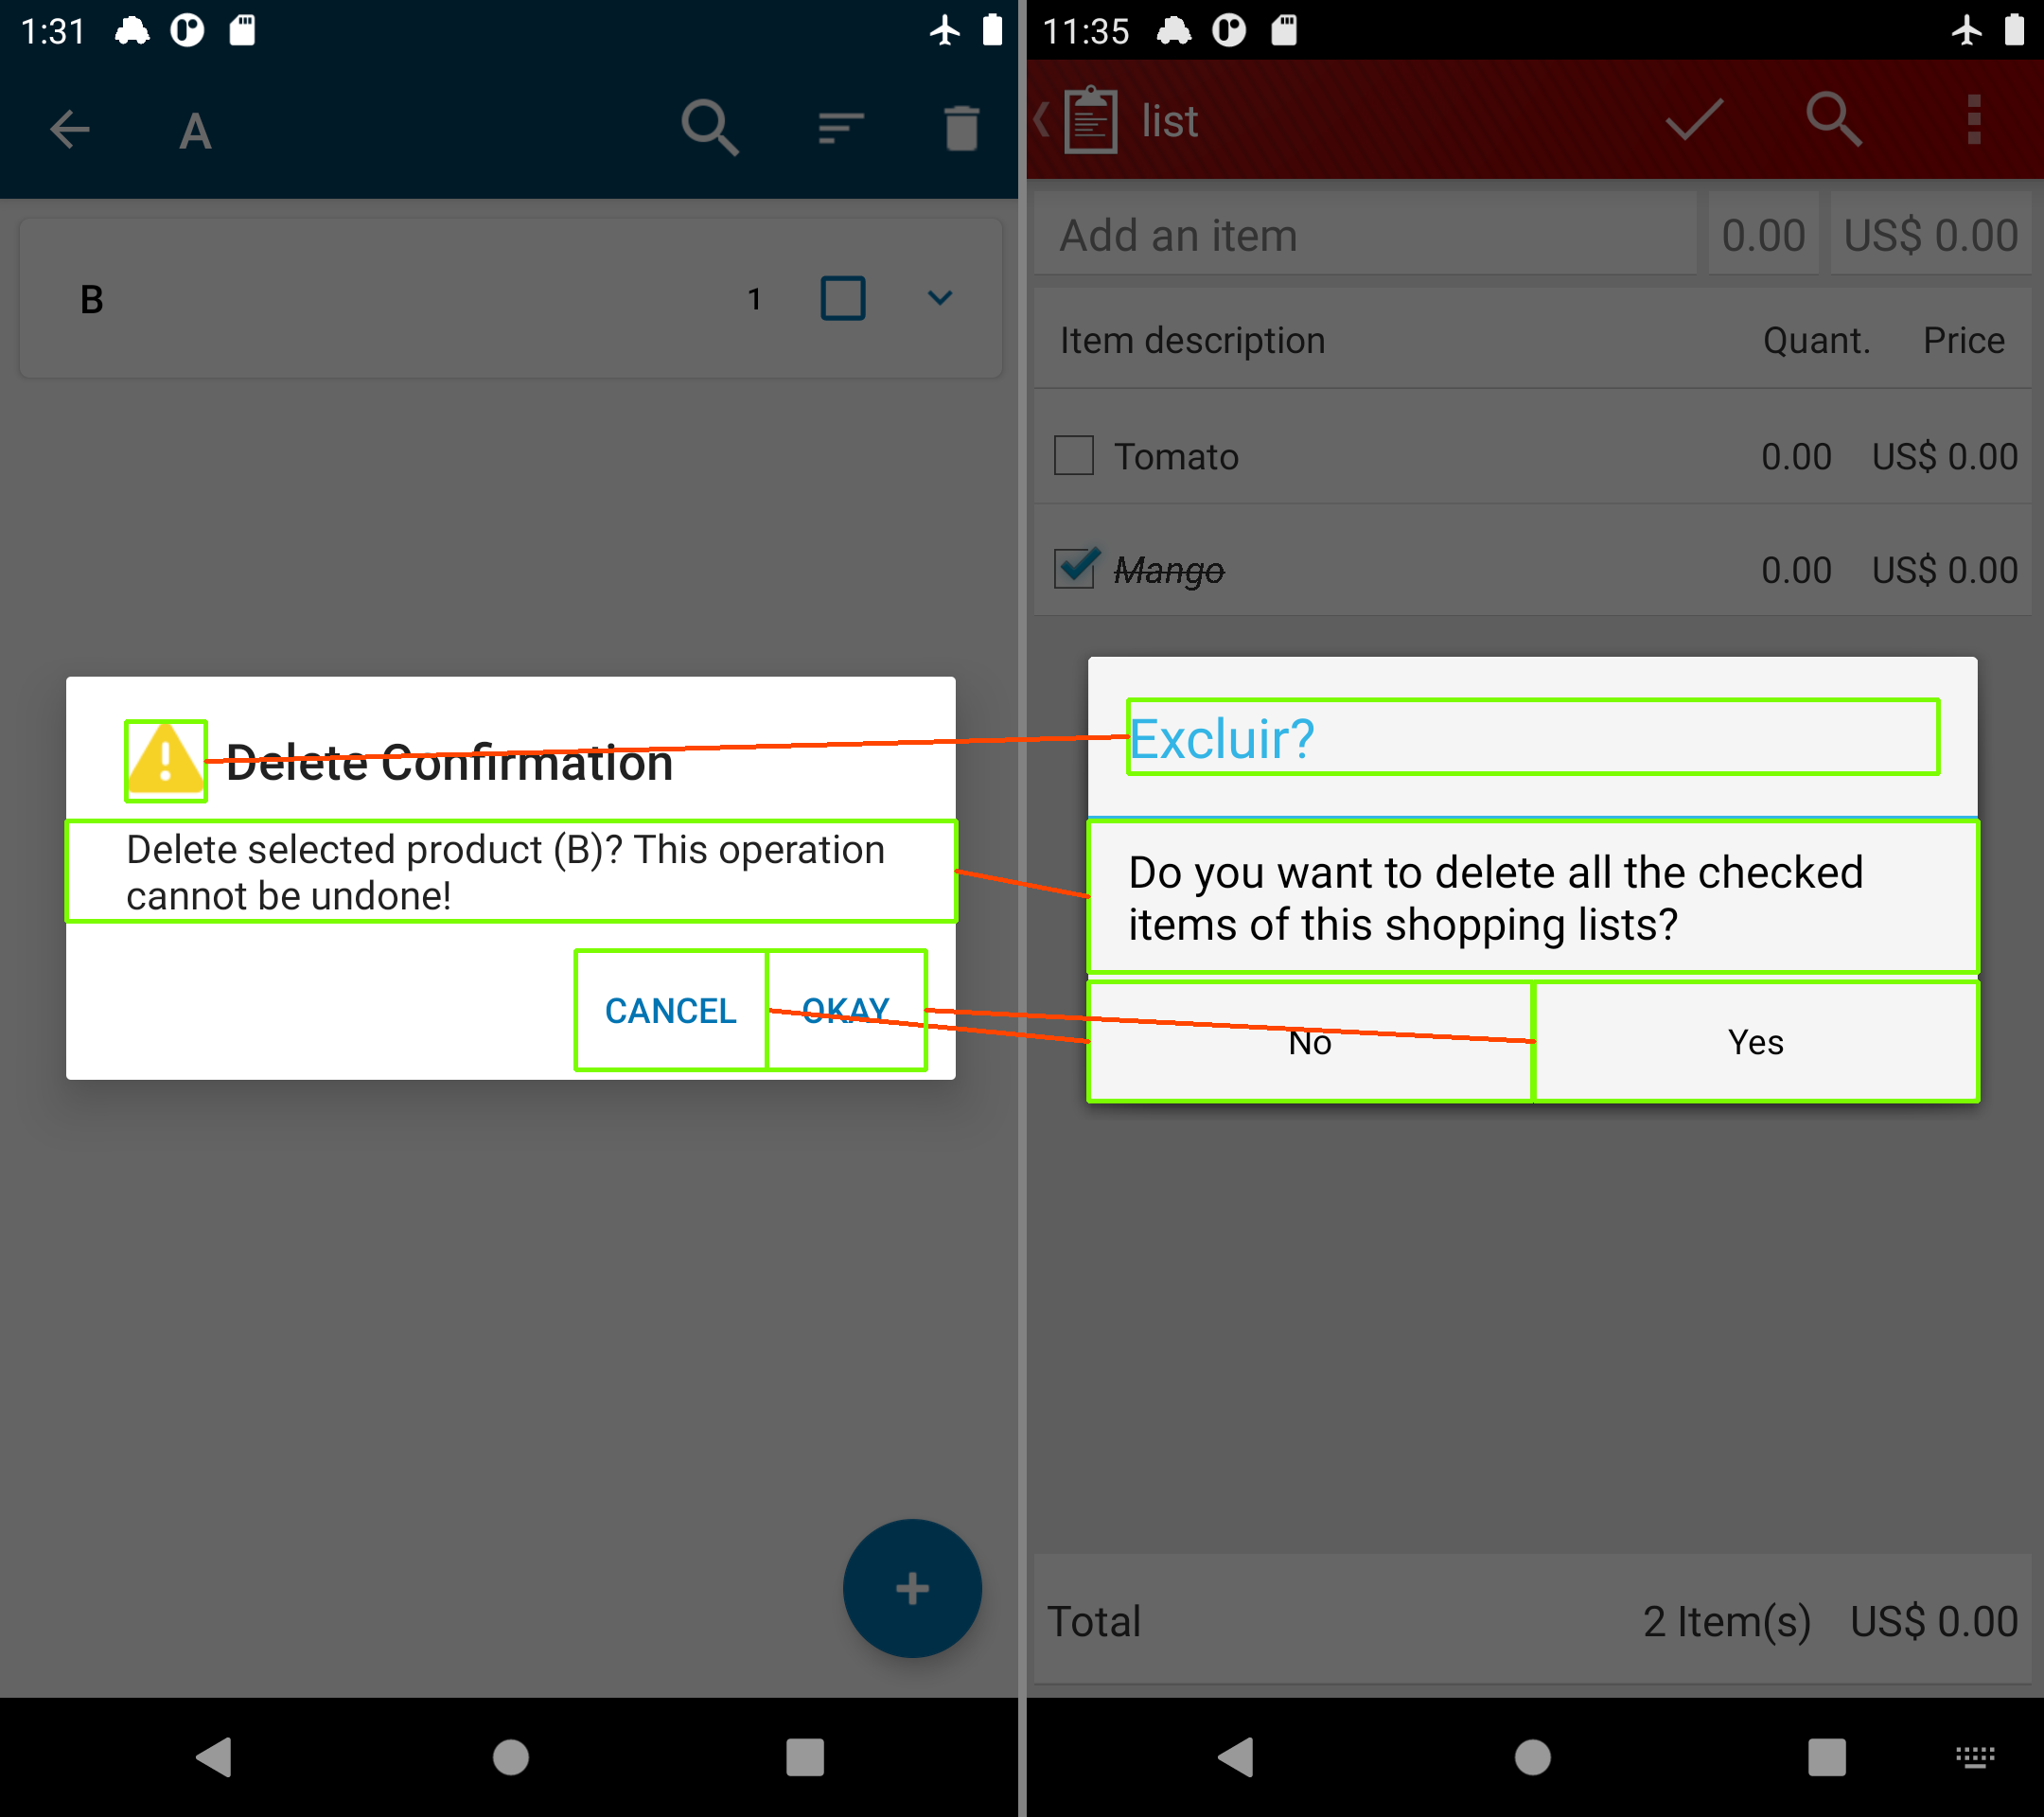 1:31
A
B 1
Delete Confirmation
Delete selected product (B)? This operation
cannot be undone!
CANCEL OKAY
11:35
list
Add an item 0.00 US$ 0.00
Item description Quant. Price
Tomato 0.00 US$ 0.00
Mango 0.00 US$ 0.00
Excluir?
Do you want to delete all the checked
items of this shopping lists?
No Yes
Total 2 Item(s) US$ 0.00